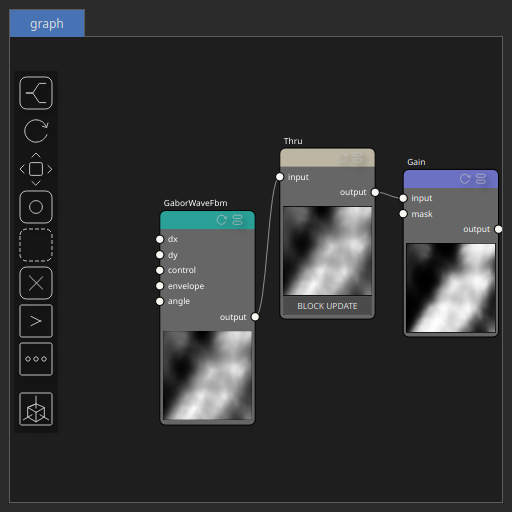 graph
Thru
input
output
BLOCK UPDATE
Gain
input
mask
output
GaborWaveFbm
dx
dy
control
envelope
angle
output